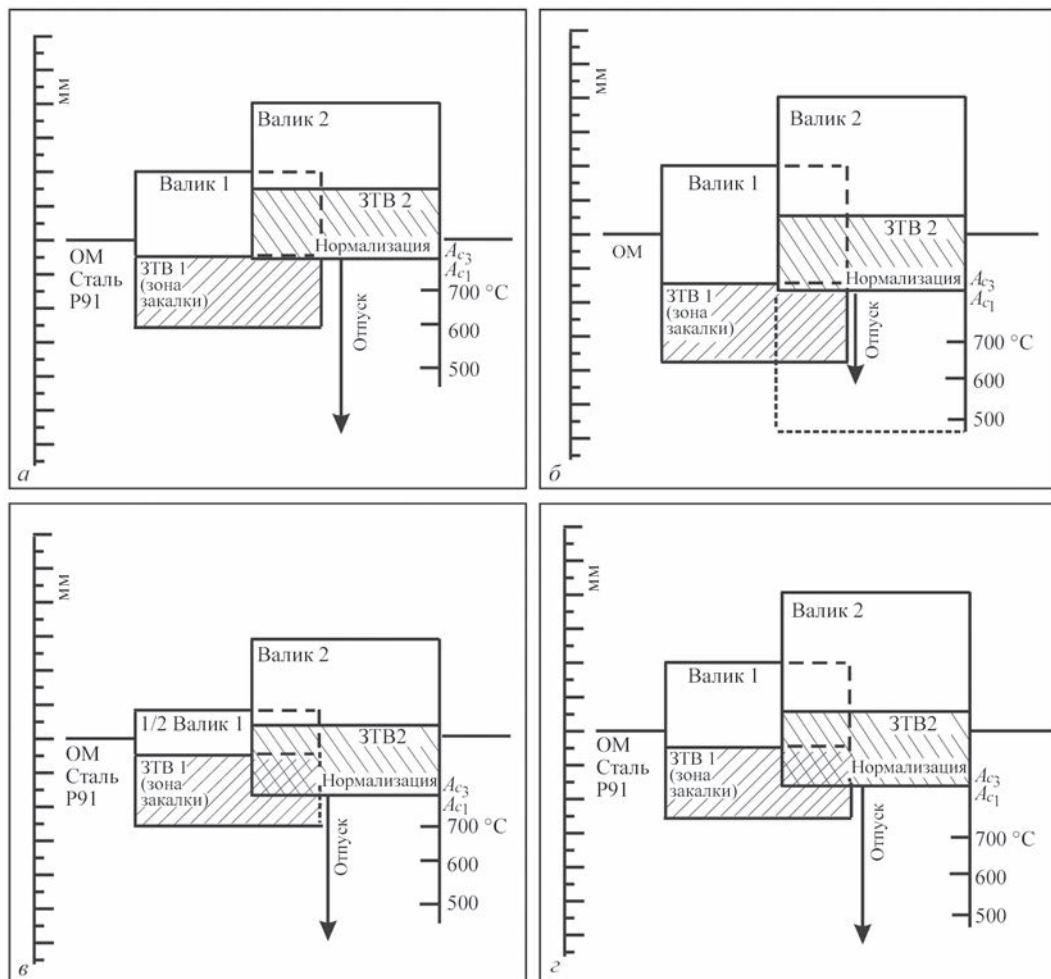 мм
Валик 2
Валик 1
ЗТВ 2
Нормализация
Ac3
Ac1
ОМ
Сталь
Р91
ЗТВ 1
(зона
закалки)
700 °C
600
500
Отпуск
а
мм
Валик 2
Валик 1
ЗТВ 2
Нормализация
Ac3
Ac1
ОМ
ЗТВ 1
(зона
закалки)
700 °C
600
500
Отпуск
б
мм
Валик 2
1/2 Валик 1
ЗТВ2
Нормализация
Ac3
Ac1
ОМ
Сталь
Р91
ЗТВ 1
(зона
закалки)
700 °C
600
500
Отпуск
в
мм
Валик 2
Валик 1
ЗТВ2
Нормализация
Ac3
Ac1
ОМ
Сталь
Р91
ЗТВ 1
(зона
закалки)
700 °C
600
500
Отпуск
г